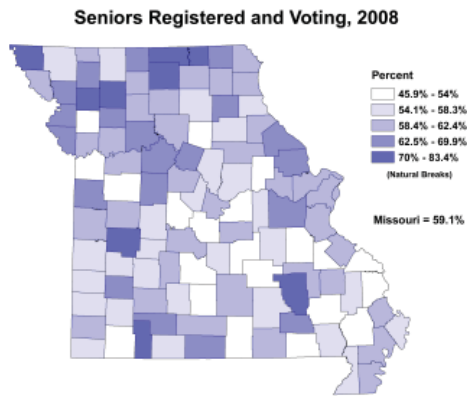 Seniors Registered and Voting, 2008
Percent
45.9% - 54%
54.1% - 58.3%
58.4% - 62.4%
62.5% - 69.9%
70% - 83.4%
(Natural Breaks)
Missouri = 59.1%